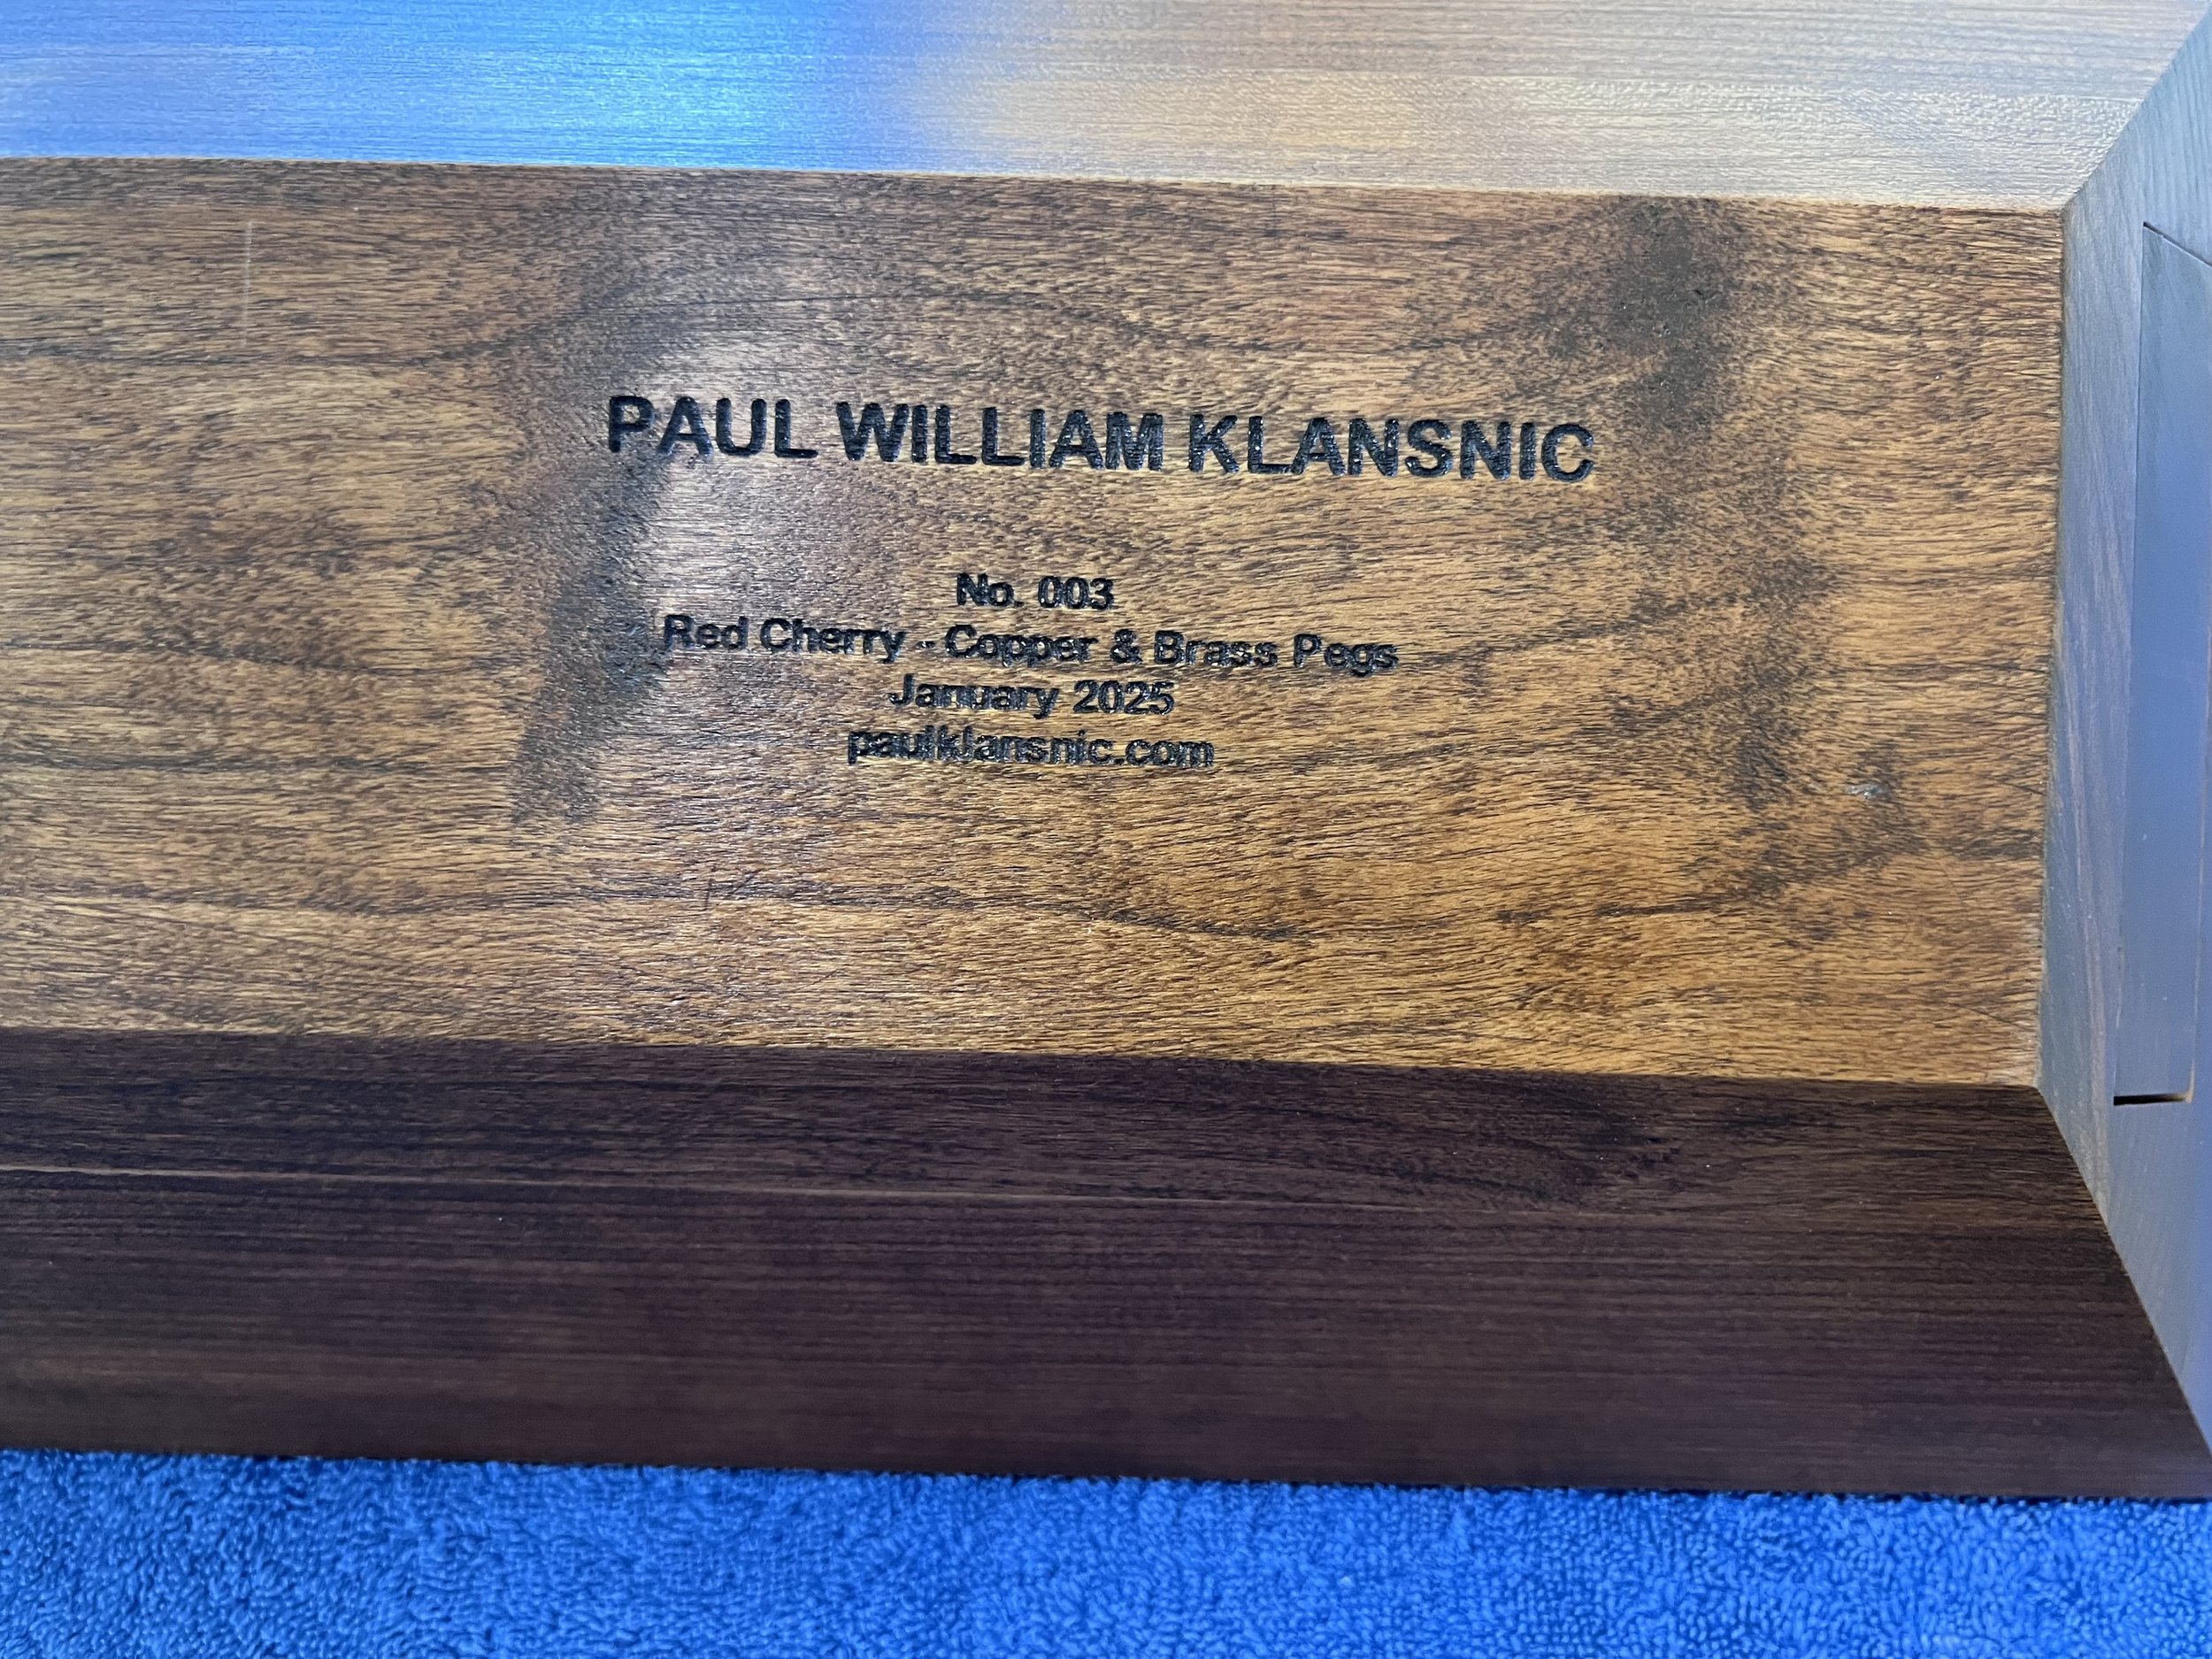 PAUL WILLIAM KLANSNIC
No. 003
Red Cherry - Copper & Brass Pegs
January 2025
paulklansnic.com